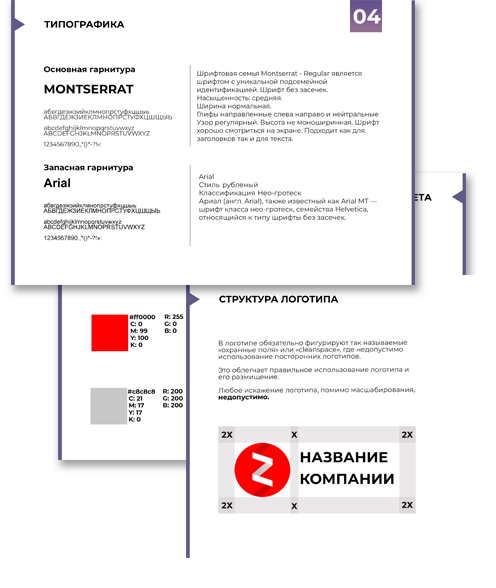 04
ТИПОГРАФИКА
Основная гарнитура
MONTSERRAT
абвгдеэжзийклмнопрстуфхцшщыь
АБВГДЕЖЗИЕКЛМНОПРСТУФХЦШЩЫЬ
abcdefghijklmnopqrstuvwxyz
ABCDEFGHIJKLMNOPQRSTUVWXYZ
1234567890.,"()*-?!«:
Шрифтовая семья Montserrat - Regular является
шрифтом с уникальной подсемейной
идентификацией. Шрифт без засечек.
Насыщенность: средняя.
Ширина нормальная.
Глифы направленные слева направо и нейтральные
Узор регулярный. Высота не моноширинная. Шрифт
хорошо смотриться на экране. Подходит как для
заголовков так и для текста.
Запасная гарнитура
Arial
абвгдеэжзийклмнопрстуфхцшщыь
АБВГДЕЖЗИЕКЛМНОПРСТУФХЦШЩЫЬ
abcdefghijklmnopqrstuvwxyz
ABCDEFGHIJKLMNOPQRSTUVWXYZ
1234567890.,"()*-?!«:
Arial
Стиль рубленый
Классификация Нео-гротеск
Ариал (англ. Arial), также известный как Arial MT —
шрифт класса нео-гротеск, семейства Helvetica,
относящийся к типу шрифты без засечек.
ЕТА
#ff0000 R: 255
C: 0 G: 0
M: 99 B: 0
Y: 100
K: 0
#c8c8c8 R: 200
C: 21 G: 200
M: 17 B: 200
Y: 17
K: 0
СТРУКТУРА ЛОГОТИПА
В логотипе обязательно фигурируют так называемые
«охранные поля» или «cleanspace», где недопустимо
использование посторонних логотипов.
Это облегчает правильное использование логотипа и
его размищение.
Любое искажение логотипа, помимо масшабирования,
недопустимо.
2X X 2X
НАЗВАНИЕ
КОМПАНИИ
2X X 2X